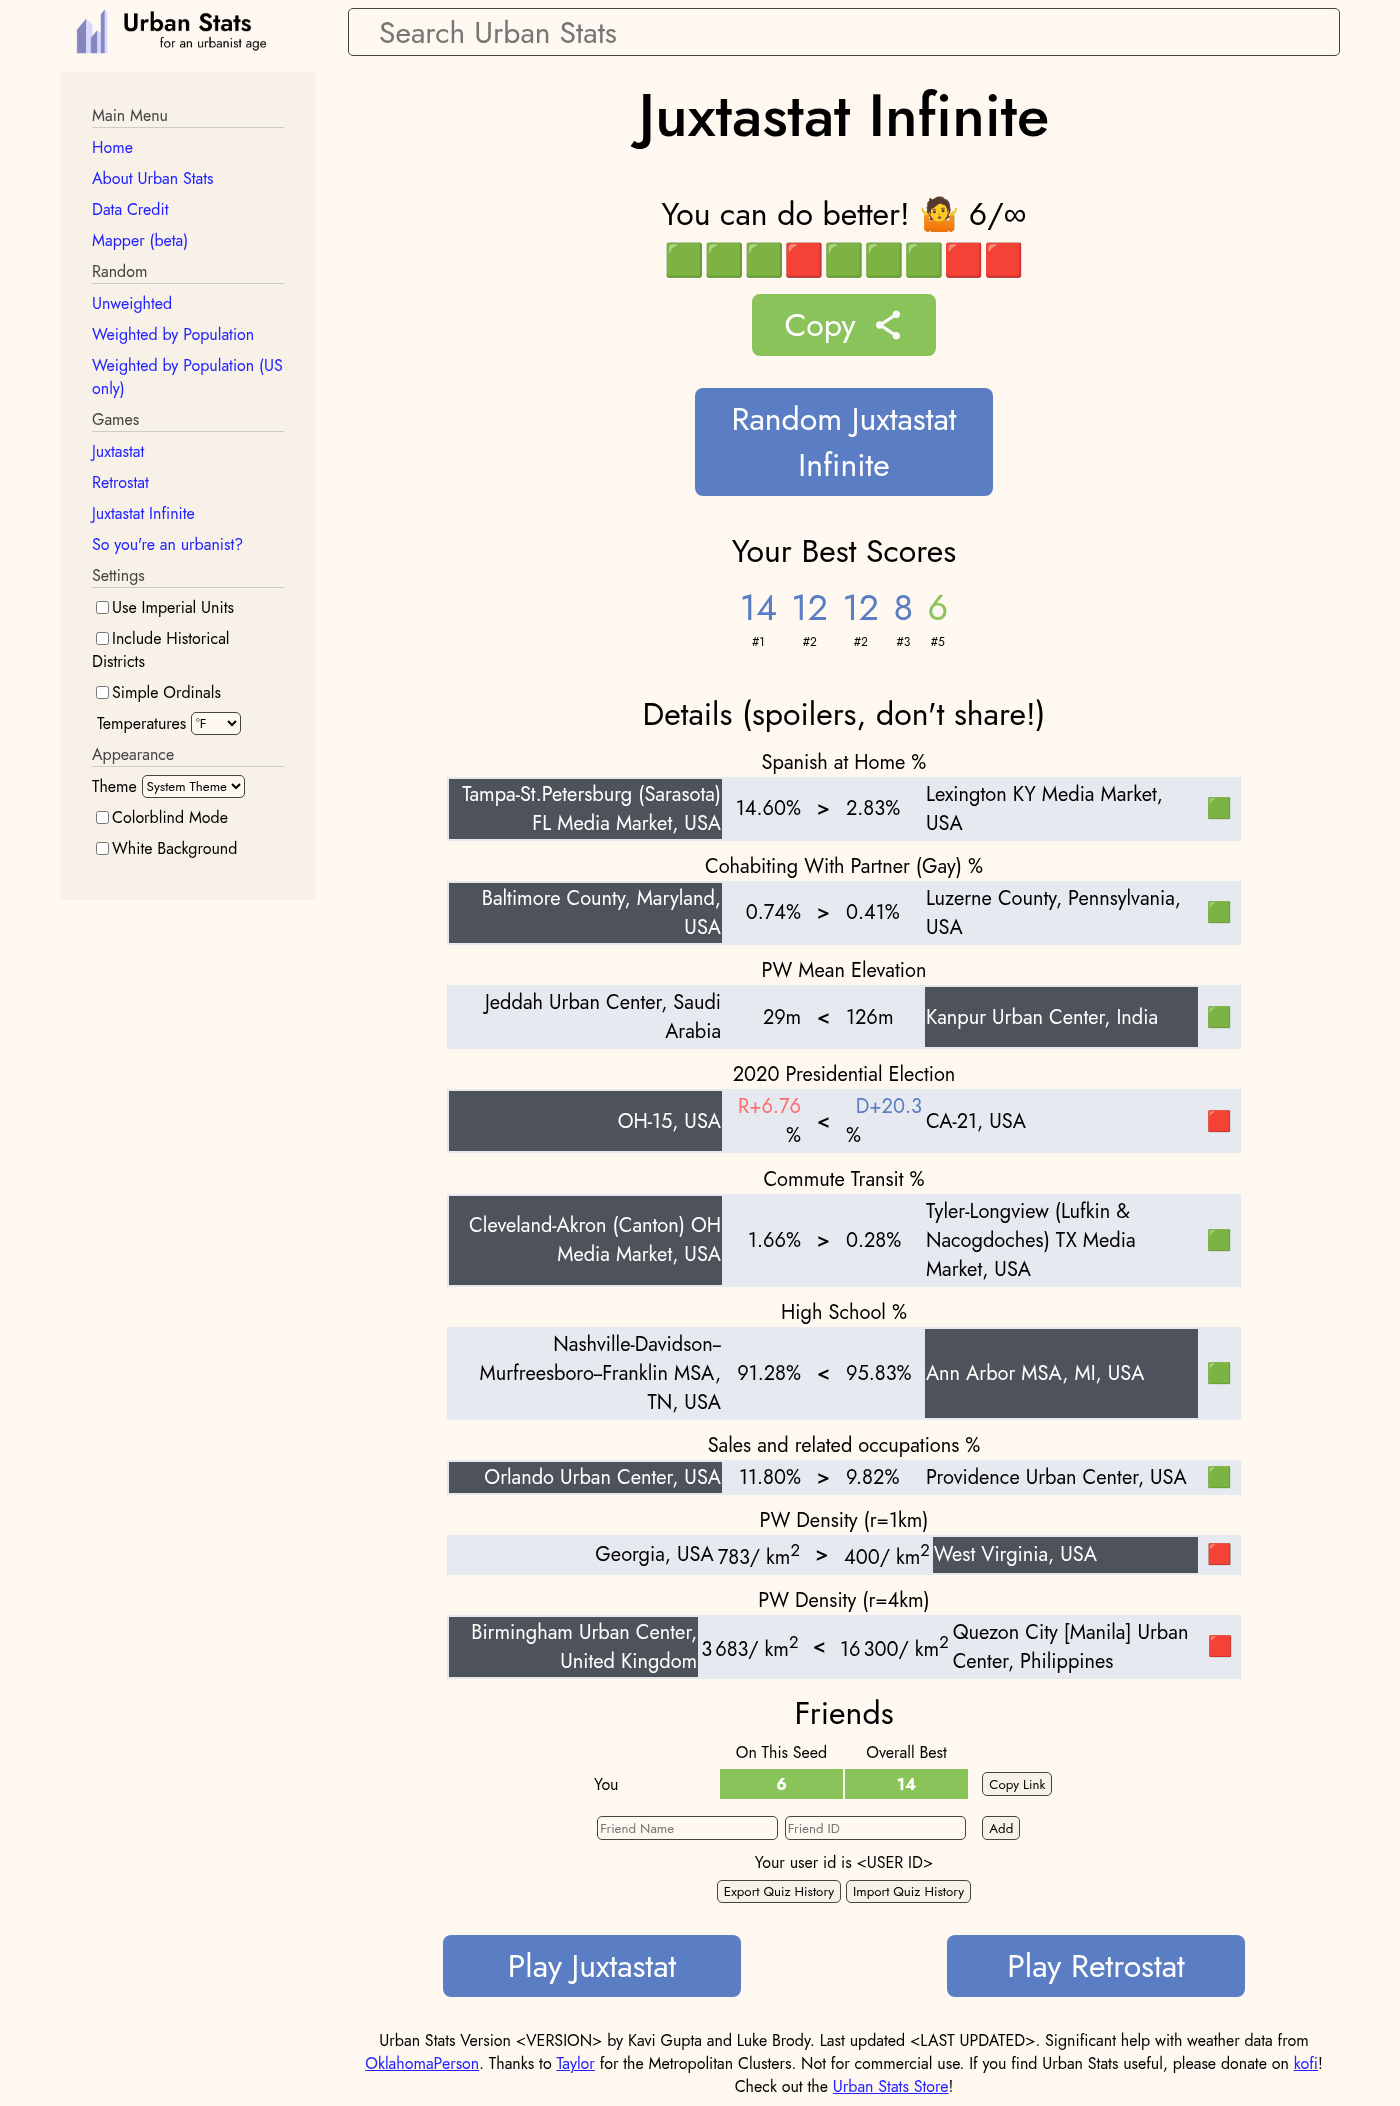 Urban Stats
for an urbanist age
Search Urban Stats
Main Menu
Home
About Urban Stats
Data Credit
Mapper (beta)
Random
Unweighted
Weighted by Population
Weighted by Population (US
only)
Games
Juxtastat
Retrostat
Juxtastat Infinite
So you're an urbanist?
Settings
Use Imperial Units
Include Historical
Districts
Simple Ordinals
Temperatures °F
Appearance
Theme System Theme
Colorblind Mode
White Background
Juxtastat Infinite
You can do better! 🤷 6/∞
🟩🟩🟩🟥🟩🟩🟩🟥🟥
Copy
Random Juxtastat
Infinite
Your Best Scores
14 12 12 8 6
#1 #2 #2 #3 #5
Details (spoilers, don't share!)
Spanish at Home %
Tampa-St.Petersburg (Sarasota)
FL Media Market, USA
14.60% > 2.83%
Lexington KY Media Market,
USA
🟩
Cohabiting With Partner (Gay) %
Baltimore County, Maryland,
USA
0.74% > 0.41%
Luzerne County, Pennsylvania,
USA
🟩
PW Mean Elevation
Jeddah Urban Center, Saudi
Arabia
29m < 126m
Kanpur Urban Center, India
🟩
2020 Presidential Election
OH-15, USA
R+6.76
%
<
D+20.3
%
CA-21, USA
🟥
Commute Transit %
Cleveland-Akron (Canton) OH
Media Market, USA
1.66% > 0.28%
Tyler-Longview (Lufkin &
Nacogdoches) TX Media
Market, USA
🟩
High School %
Nashville-Davidson--
Murfreesboro--Franklin MSA,
TN, USA
91.28% < 95.83%
Ann Arbor MSA, MI, USA
🟩
Sales and related occupations %
Orlando Urban Center, USA 11.80% > 9.82% Providence Urban Center, USA 🟩
PW Density (r=1km)
Georgia, USA 783/ km² > 400/ km² West Virginia, USA 🟥
PW Density (r=4km)
Birmingham Urban Center,
United Kingdom
3 683/ km² < 16 300/ km²
Quezon City [Manila] Urban
Center, Philippines
🟥
Friends
On This Seed Overall Best
You 6 14 Copy Link
Friend Name Friend ID Add
Your user id is <USER ID>
Export Quiz History Import Quiz History
Play Juxtastat Play Retrostat
Urban Stats Version <VERSION> by Kavi Gupta and Luke Brody. Last updated <LAST UPDATED>. Significant help with weather data from
OklahomaPerson. Thanks to Taylor for the Metropolitan Clusters. Not for commercial use. If you find Urban Stats useful, please donate on kofi!
Check out the Urban Stats Store!